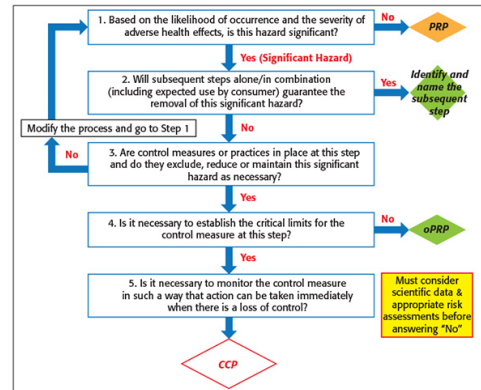 1. Based on the likelihood of occurrence and the severity of
adverse health effects, is this hazard significant?
No
PRP
Yes (Significant Hazard)
2. Will subsequent steps alone/in combination
(including expected use by consumer) guarantee the
removal of this significant hazard?
Yes
Identify and
name the
subsequent
step
Modify the process and go to Step 1
No
No
3. Are control measures or practices in place at this step
and do they exclude, reduce or maintain this significant
hazard as necessary?
Yes
4. Is it necessary to establish the critical limits for the
control measure at this step?
No
oPRP
Yes
5. Is it necessary to monitor the control measure
in such a way that action can be taken immediately
when there is a loss of control?
Must consider
scientific data &
appropriate risk
assessments before
answering "No"
CCP